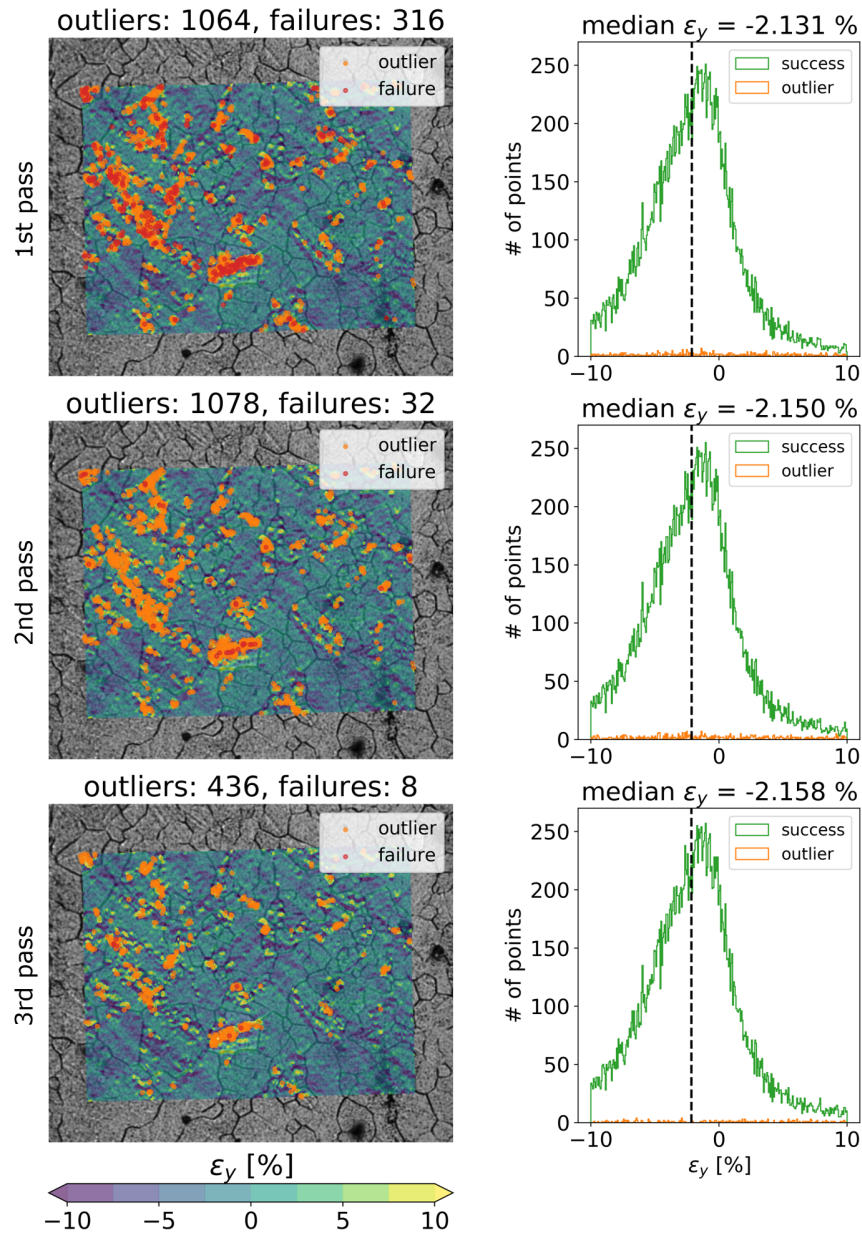 outliers: 1064, failures: 316
outlier
failure
1st pass
median ε_y = -2.131 %
250
200
150
100
50
0
# of points
success
outlier
−10 0 10
outliers: 1078, failures: 32
outlier
failure
2nd pass
median ε_y = -2.150 %
250
200
150
100
50
0
# of points
success
outlier
−10 0 10
outliers: 436, failures: 8
outlier
failure
3rd pass
median ε_y = -2.158 %
250
200
150
100
50
0
# of points
success
outlier
−10 0 10
ε_y [%]
ε_y [%]
−10 −5 0 5 10